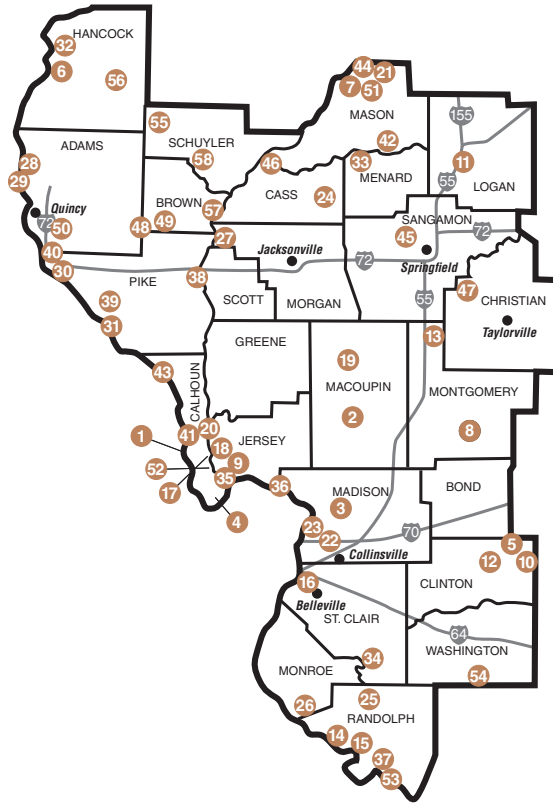 HANCOCK
32
6
56
44
21
7
51
MASON
155
55
ADAMS
SCHUYLER
58
42
46
33
MENARD
11
55
LOGAN
28
29
CASS
24
BROWN
57
Quincy
72
50
48
49
SANGAMON
45
72
27
40
30
Jacksonville
72
Springfield
PIKE
38
55
47
CHRISTIAN
39
SCOTT
MORGAN
31
Taylorville
13
GREENE
19
43
CALHOUN
MACOUPIN
MONTGOMERY
2
8
1
41
20
18
JERSEY
52
9
17
35
36
4
MADISON
BOND
3
23
22
70
5
Collinsville
12
10
16
CLINTON
Belleville
ST. CLAIR
64
WASHINGTON
34
MONROE
54
26
25
RANDOLPH
14
15
37
53